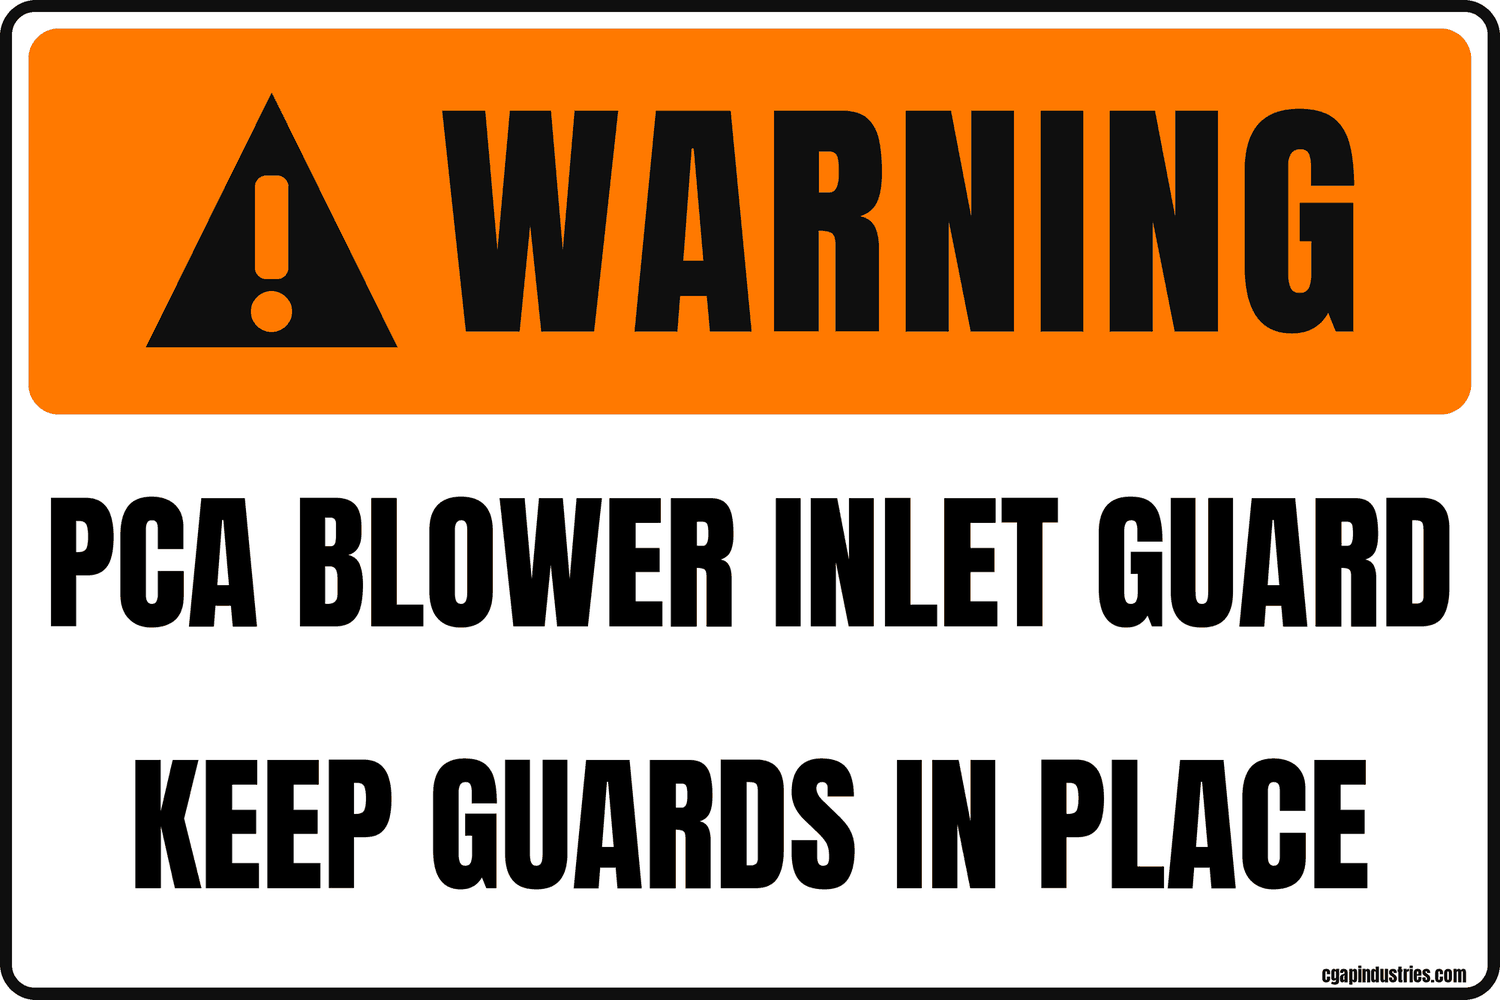 WARNING
PCA BLOWER INLET GUARD
KEEP GUARDS IN PLACE
cgapindustries.com